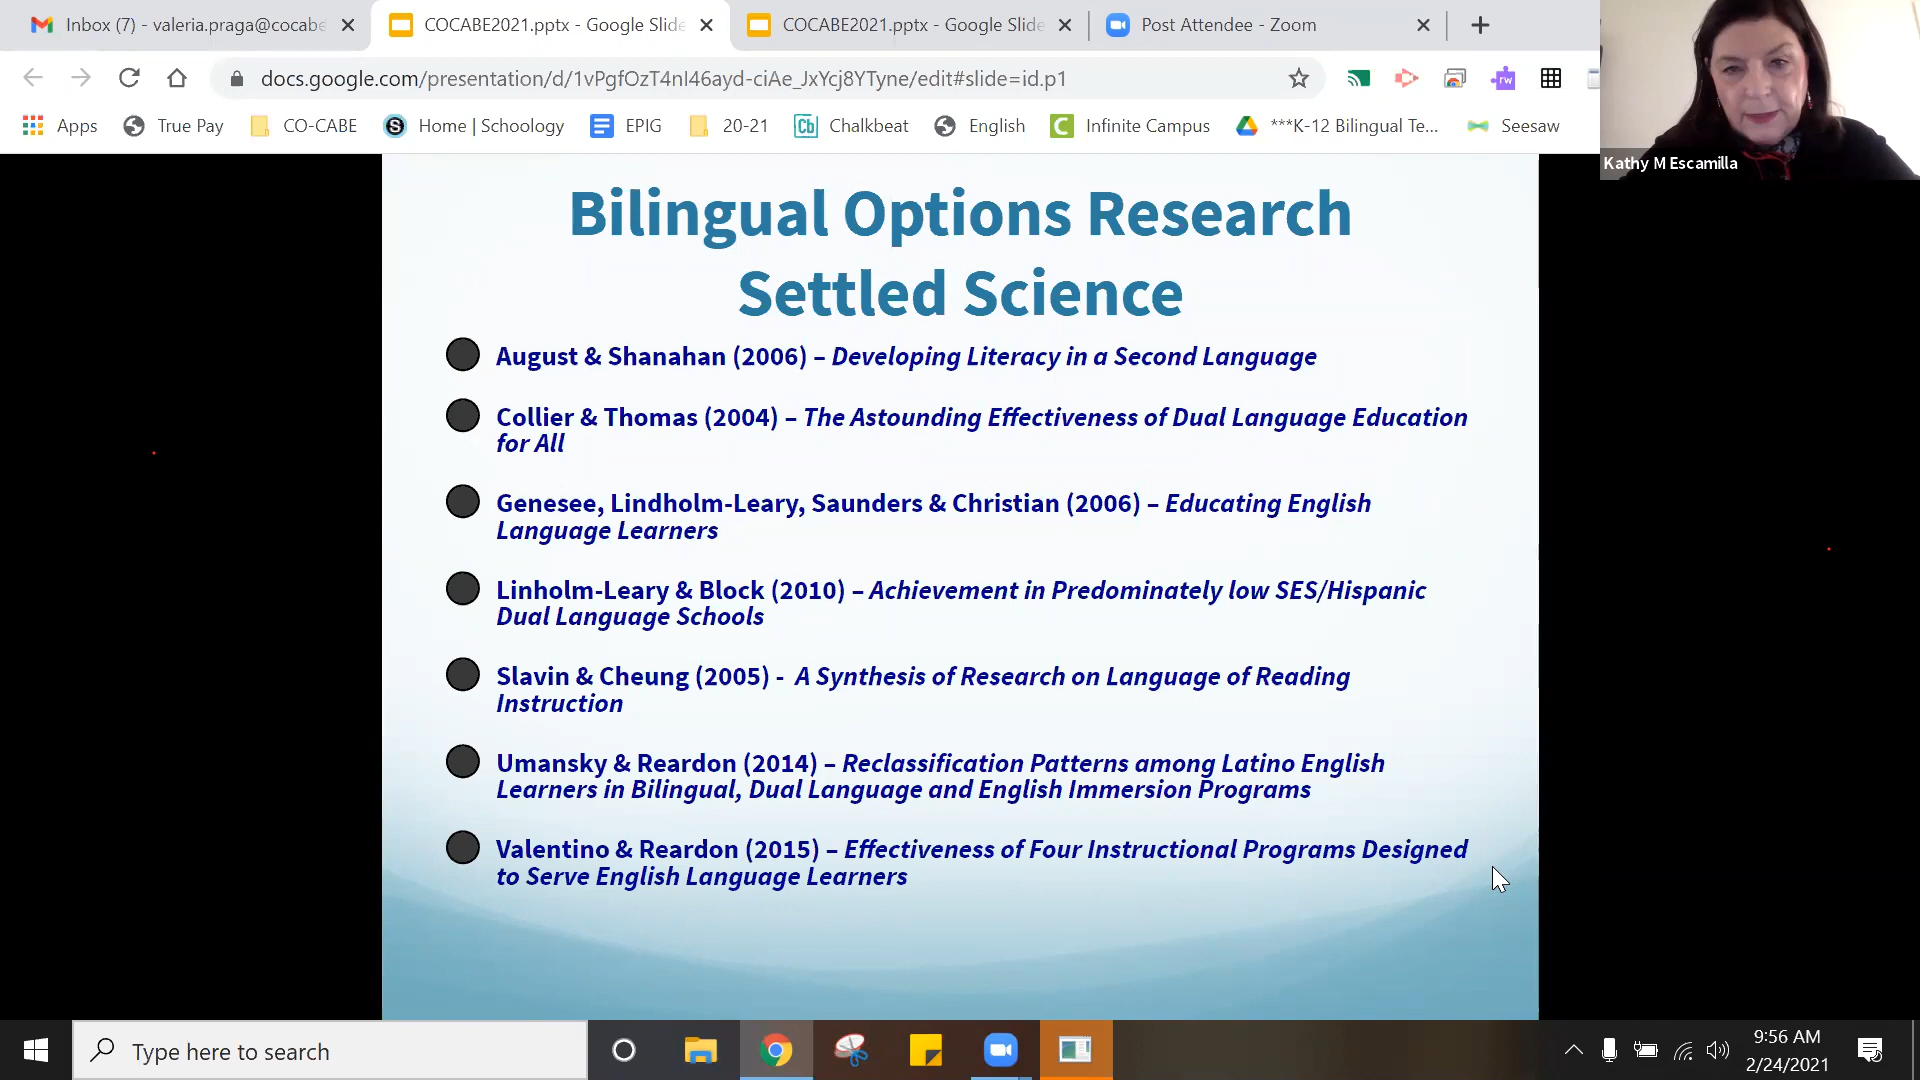 Inbox (7) - valeria.praga@cocabe
COCABE2021.pptx - Google Slide
COCABE2021.pptx - Google Slide
Post Attendee - Zoom
docs.google.com/presentation/d/1vPgfOzT4nI46ayd-ciAe_JxYcj8YTyne/edit#slide=id.p1
rw
Apps
True Pay
CO-CABE
Home | Schoology
EPIG
20-21
Chalkbeat
English
Infinite Campus
***K-12 Bilingual Te...
Seesaw
Kathy M Escamilla
Bilingual Options Research
Settled Science
August & Shanahan (2006) – Developing Literacy in a Second Language
Collier & Thomas (2004) – The Astounding Effectiveness of Dual Language Education
for All
Genesee, Lindholm-Leary, Saunders & Christian (2006) – Educating English
Language Learners
Linholm-Leary & Block (2010) – Achievement in Predominately low SES/Hispanic
Dual Language Schools
Slavin & Cheung (2005) - A Synthesis of Research on Language of Reading
Instruction
Umansky & Reardon (2014) – Reclassification Patterns among Latino English
Learners in Bilingual, Dual Language and English Immersion Programs
Valentino & Reardon (2015) – Effectiveness of Four Instructional Programs Designed
to Serve English Language Learners
Type here to search
9:56 AM
2/24/2021